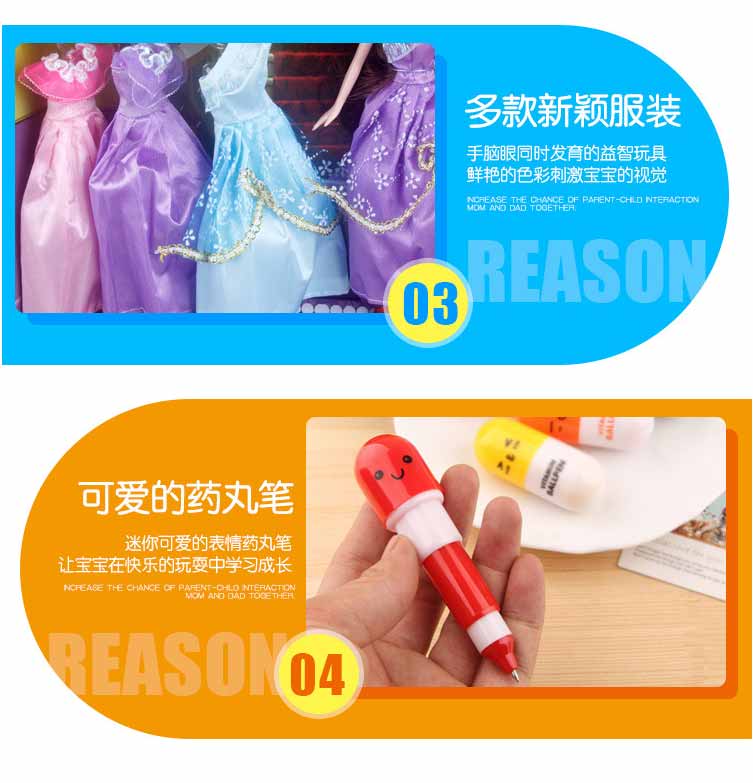 多款新颖服装
手脑眼同时发育的益智玩具
鲜艳的色彩刺激宝宝的视觉
INCREASE THE CHANCE OF PARENT-CHILD INTERACTION
MOM AND DAD TOGETHER.
REASON
03
可爱的药丸笔
迷你可爱的表情药丸笔
让宝宝在快乐的玩耍中学习成长
INCREASE THE CHANCE OF PARENT-CHILD INTERACTION
MOM AND DAD TOGETHER.
REASON
04
VITAMIN
BALLPEN